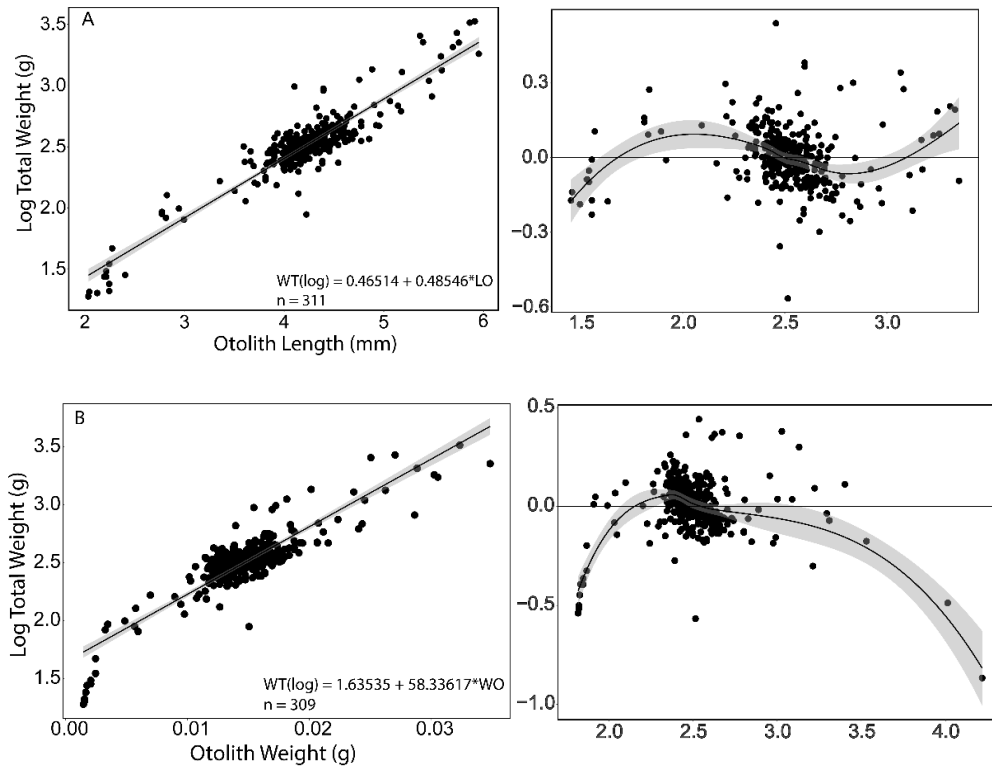 A
Log Total Weight (g)
3.5
3.0
2.5
2.0
1.5
WT(log) = 0.46514 + 0.48546*LO
n = 311
2 3 4 5 6
Otolith Length (mm)
0.3
0.0
−0.3
−0.6
1.5 2.0 2.5 3.0
B
Log Total Weight (g)
3.5
3.0
2.5
2.0
1.5
WT(log) = 1.63535 + 58.33617*WO
n = 309
0.00 0.01 0.02 0.03
Otolith Weight (g)
0.5
0.0
−0.5
−1.0
2.0 2.5 3.0 3.5 4.0